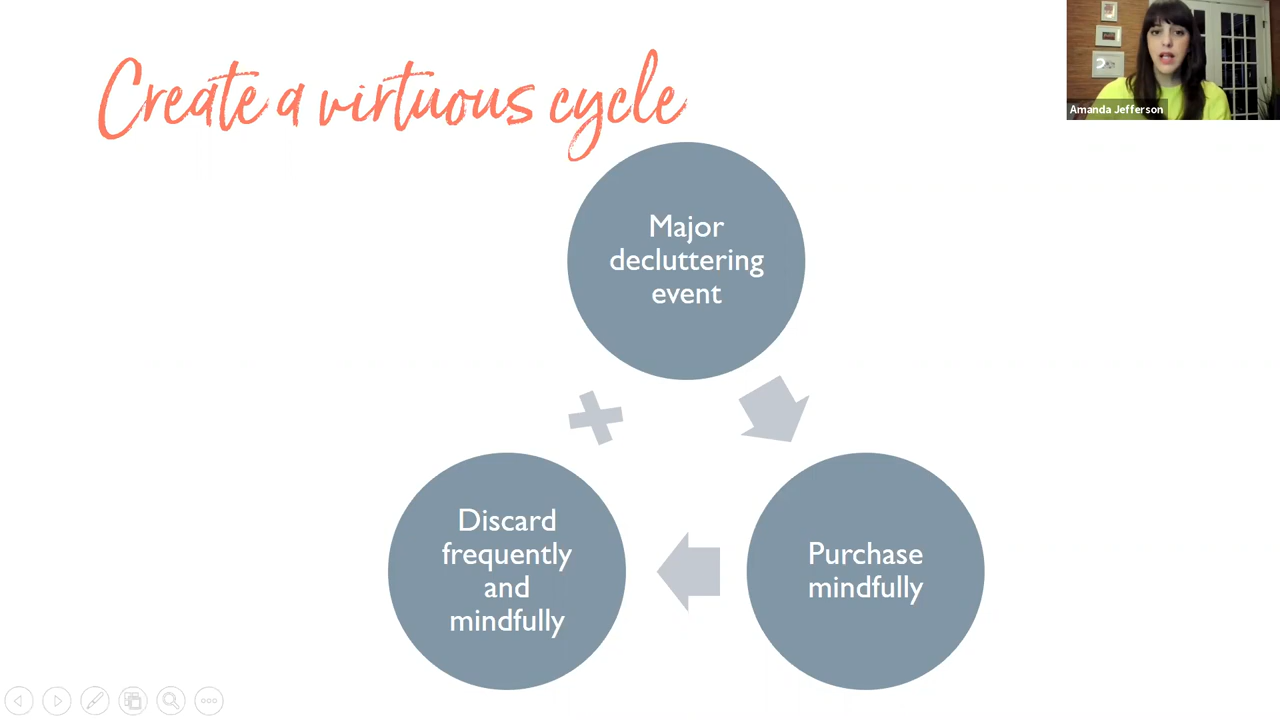 Create a virtuous cycle
Amanda Jefferson
Major
decluttering
event
Discard
frequently
and
mindfully
Purchase
mindfully